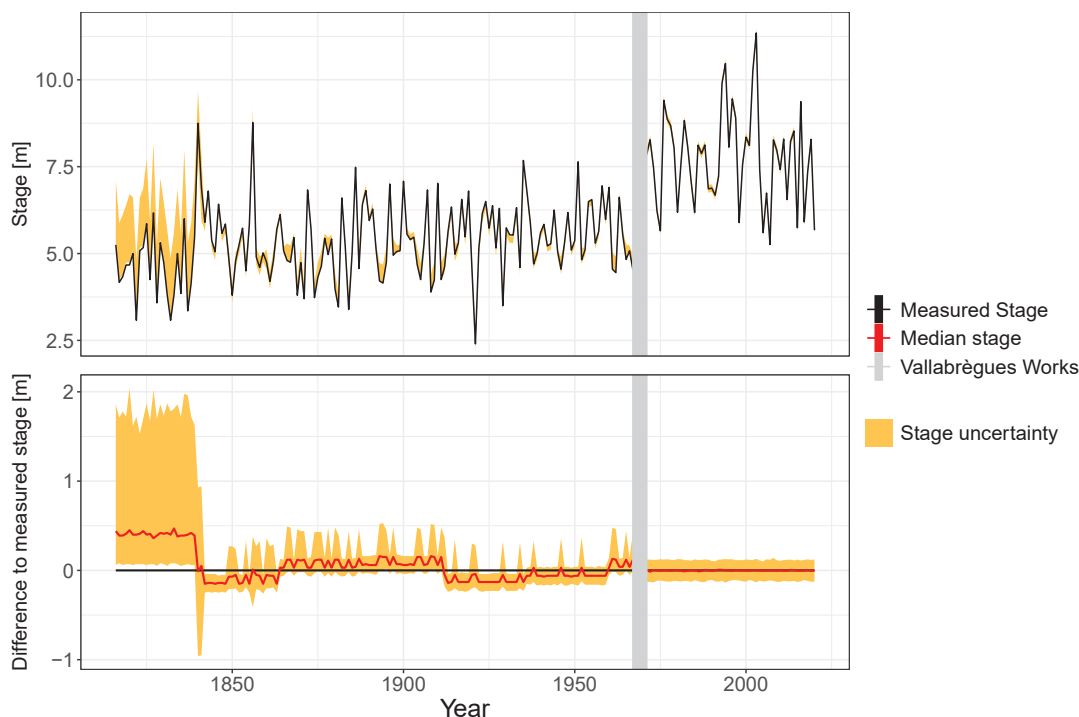 Stage [m]
10.0
7.5
5.0
2.5
Difference to measured stage [m]
2
1
0
−1
1850
1900
1950
2000
Year
Measured Stage
Median stage
Vallabrègues Works
Stage uncertainty